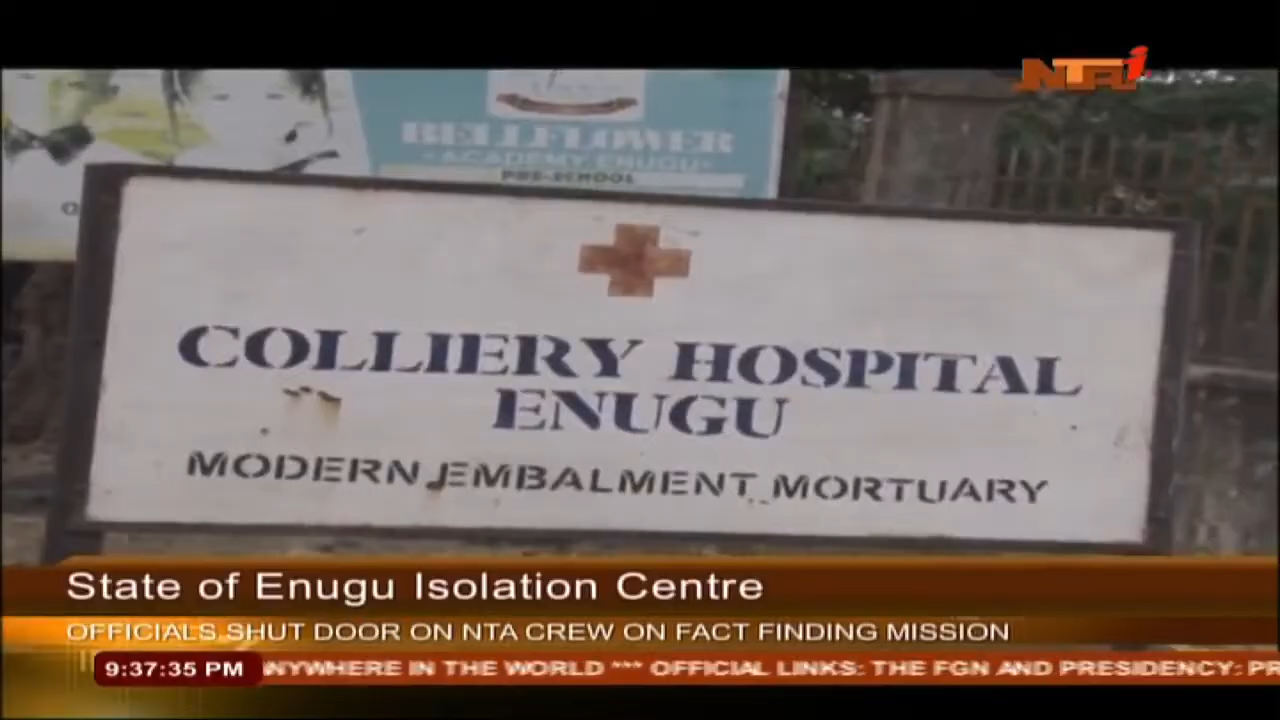 NTAi
BELLFLOWER
-ACADEMY ENUGU-
PRE-SCHOOL
COLLIERY HOSPITAL
ENUGU
MODERN EMBALMENT MORTUARY
State of Enugu Isolation Centre
OFFICIALS SHUT DOOR ON NTA CREW ON FACT FINDING MISSION
9:37:35 PM NYWHERE IN THE WORLD *** OFFICIAL LINKS: THE FGN AND PRESIDENCY: PR